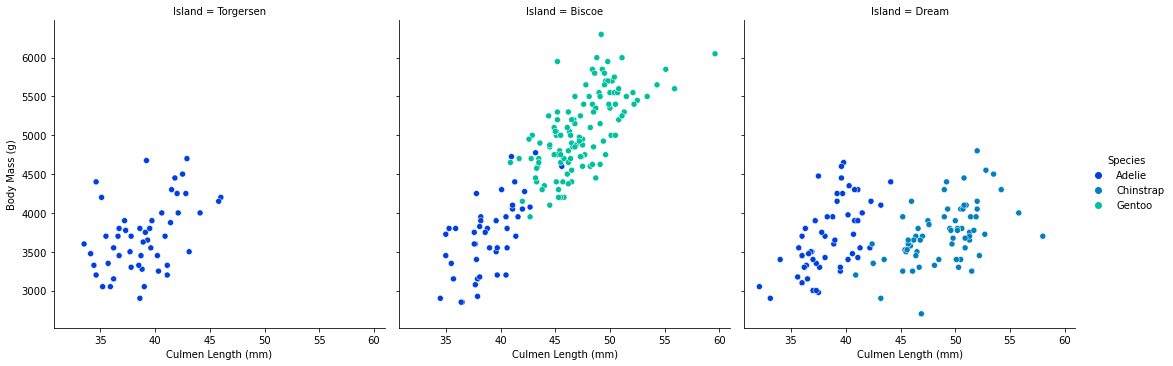 Island = Torgersen
Island = Biscoe
Island = Dream
Body Mass (g)
6000
5500
5000
4500
4000
3500
3000
35 40 45 50 55 60
Culmen Length (mm)
35 40 45 50 55 60
Culmen Length (mm)
35 40 45 50 55 60
Culmen Length (mm)
Species
Adelie
Chinstrap
Gentoo